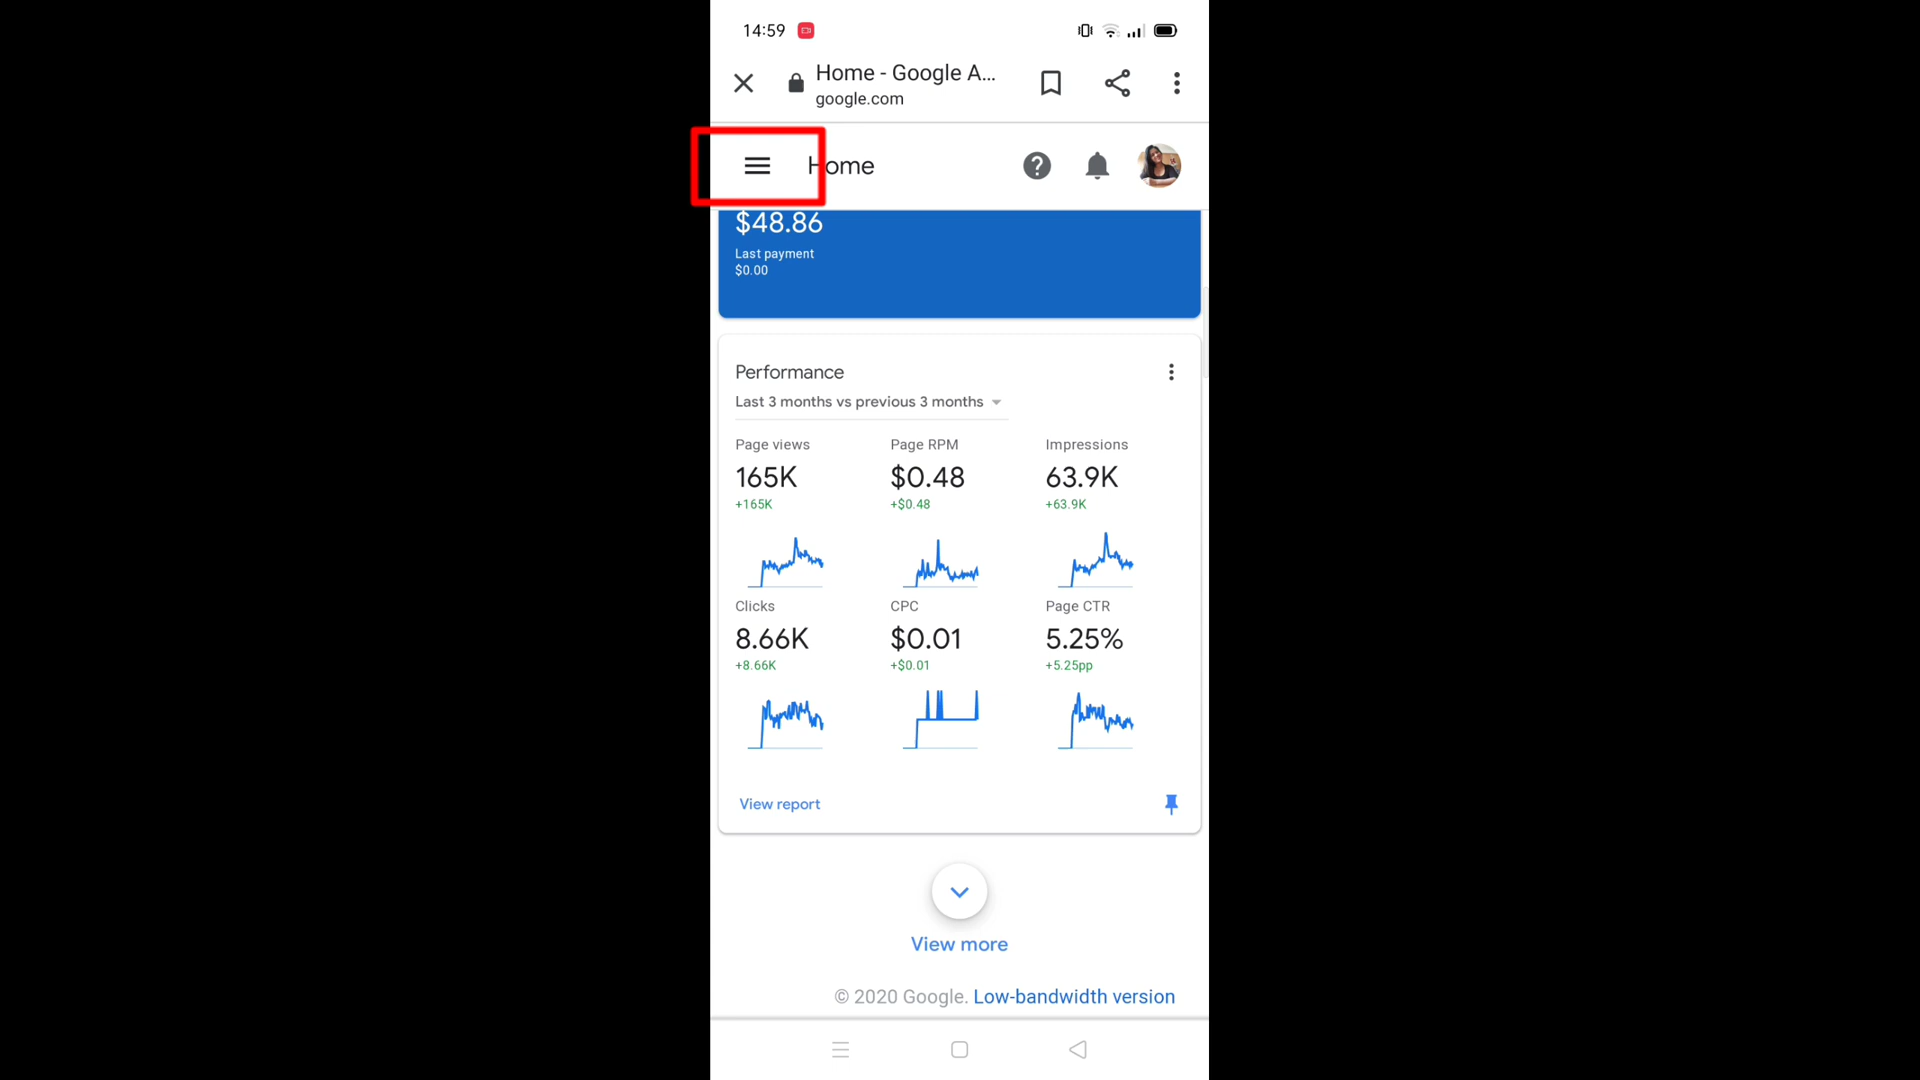 14:59
Home - Google A...
google.com
Home
$48.86
Last payment
$0.00
Performance
Last 3 months vs previous 3 months
Page views Page RPM Impressions
165K $0.48 63.9K
+165K +$0.48 +63.9K
Clicks CPC Page CTR
8.66K $0.01 5.25%
+8.66K +$0.01 +5.25pp
View report
View more
© 2020 Google. Low-bandwidth version